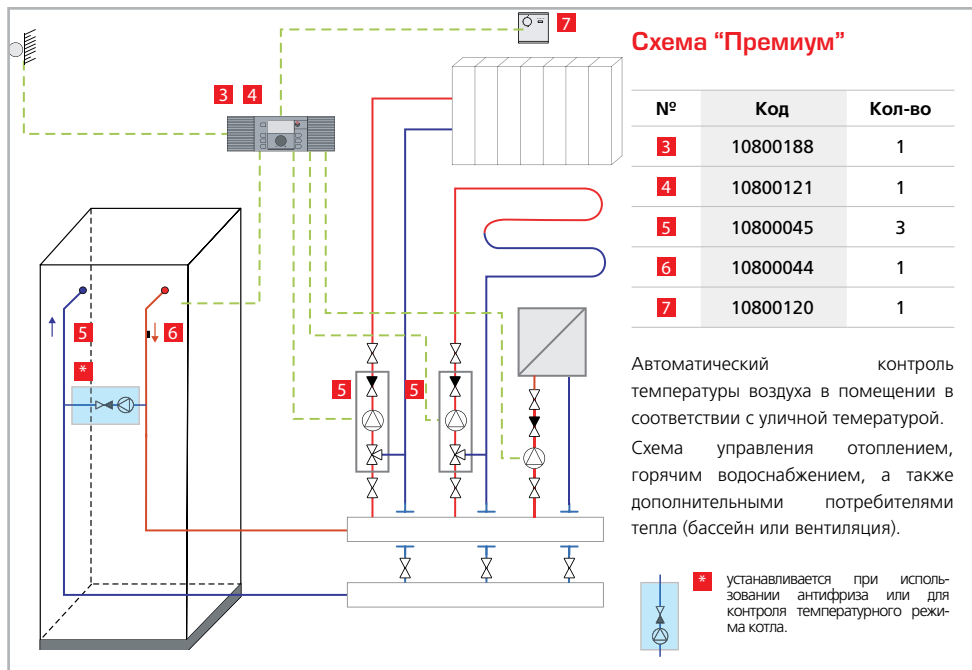 7
Схема “Премиум”
3 4
№ Код Кол-во
3 10800188 1
4 10800121 1
5 10800045 3
6 10800044 1
7 10800120 1
5
6
*
5
5
Автоматический контроль
температуры воздуха в помещении в
соответствии с уличной темературой.
Схема управления отоплением,
горячим водоснабжением, а также
дополнительными потребителями
тепла (бассейн или вентиляция).
* устанавливается при исполь-
зовании антифриза или для
контроля температурного режи-
ма котла.